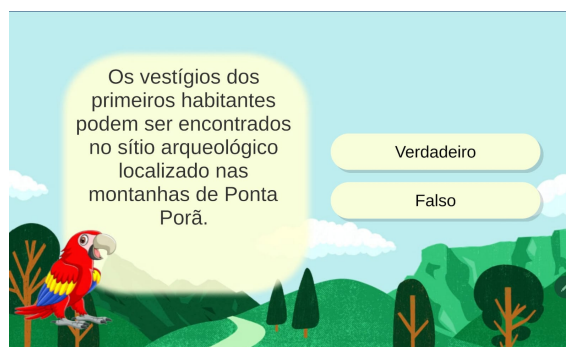 Os vestígios dos
primeiros habitantes
podem ser encontrados
no sítio arqueológico
localizado nas
montanhas de Ponta
Porã.
Verdadeiro
Falso